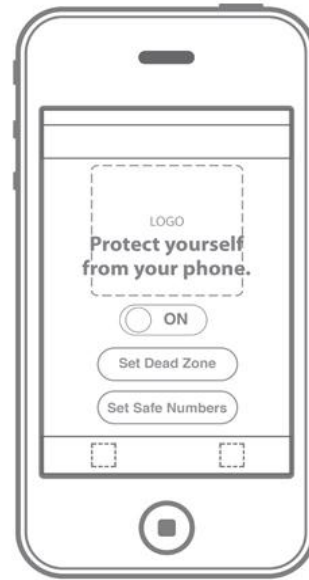 LOGO
Protect yourself
from your phone.
ON
Set Dead Zone
Set Safe Numbers